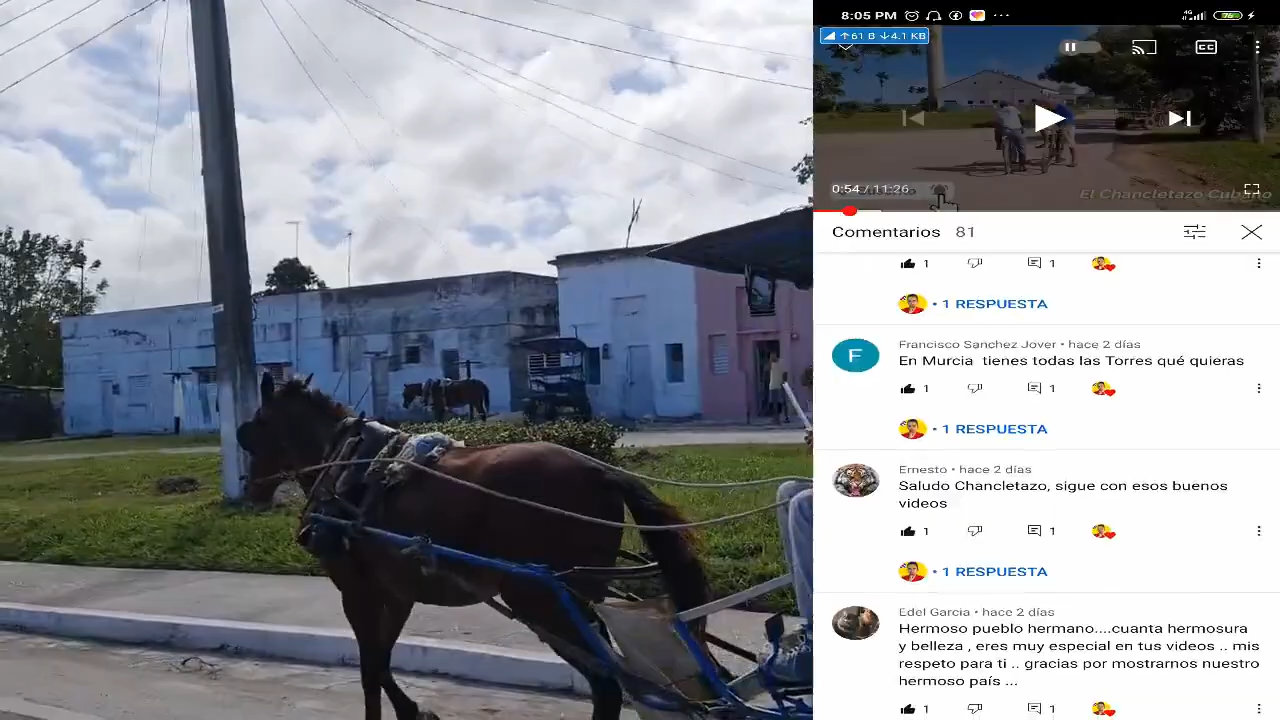 8:05 PM
4G
76
↑61 B ↓4.1 KB
CC
0:54 / 11:26
El Chancletazo Cubano
Comentarios 81
1 1
• 1 RESPUESTA
F
Francisco Sanchez Jover • hace 2 días
En Murcia tienes todas las Torres qué quieras
1 1
• 1 RESPUESTA
Ernesto • hace 2 días
Saludo Chancletazo, sigue con esos buenos
videos
1 1
• 1 RESPUESTA
Edel Garcia • hace 2 días
Hermoso pueblo hermano....cuanta hermosura
y belleza , eres muy especial en tus videos .. mis
respeto para ti .. gracias por mostrarnos nuestro
hermoso país ...
1 1